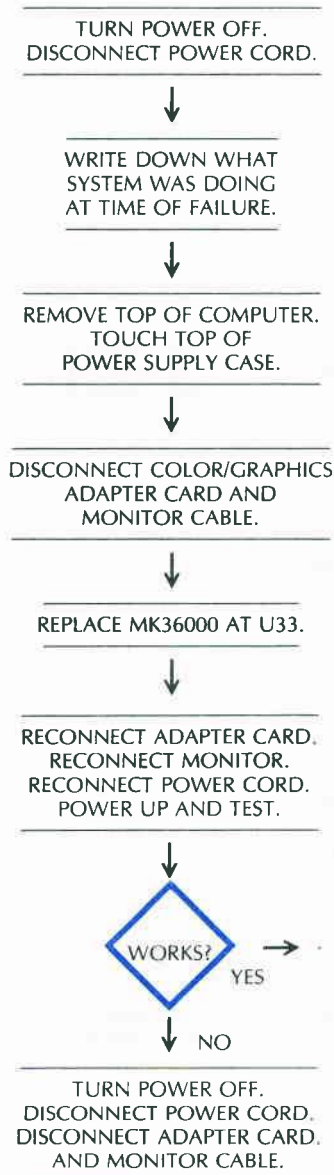 TURN POWER OFF.
DISCONNECT POWER CORD.
WRITE DOWN WHAT
SYSTEM WAS DOING
AT TIME OF FAILURE.
REMOVE TOP OF COMPUTER.
TOUCH TOP OF
POWER SUPPLY CASE.
DISCONNECT COLOR/GRAPHICS
ADAPTER CARD AND
MONITOR CABLE.
REPLACE MK36000 AT U33.
RECONNECT ADAPTER CARD.
RECONNECT MONITOR.
RECONNECT POWER CORD.
POWER UP AND TEST.
WORKS?
YES
NO
TURN POWER OFF.
DISCONNECT POWER CORD.
DISCONNECT ADAPTER CARD.
AND MONITOR CABLE.